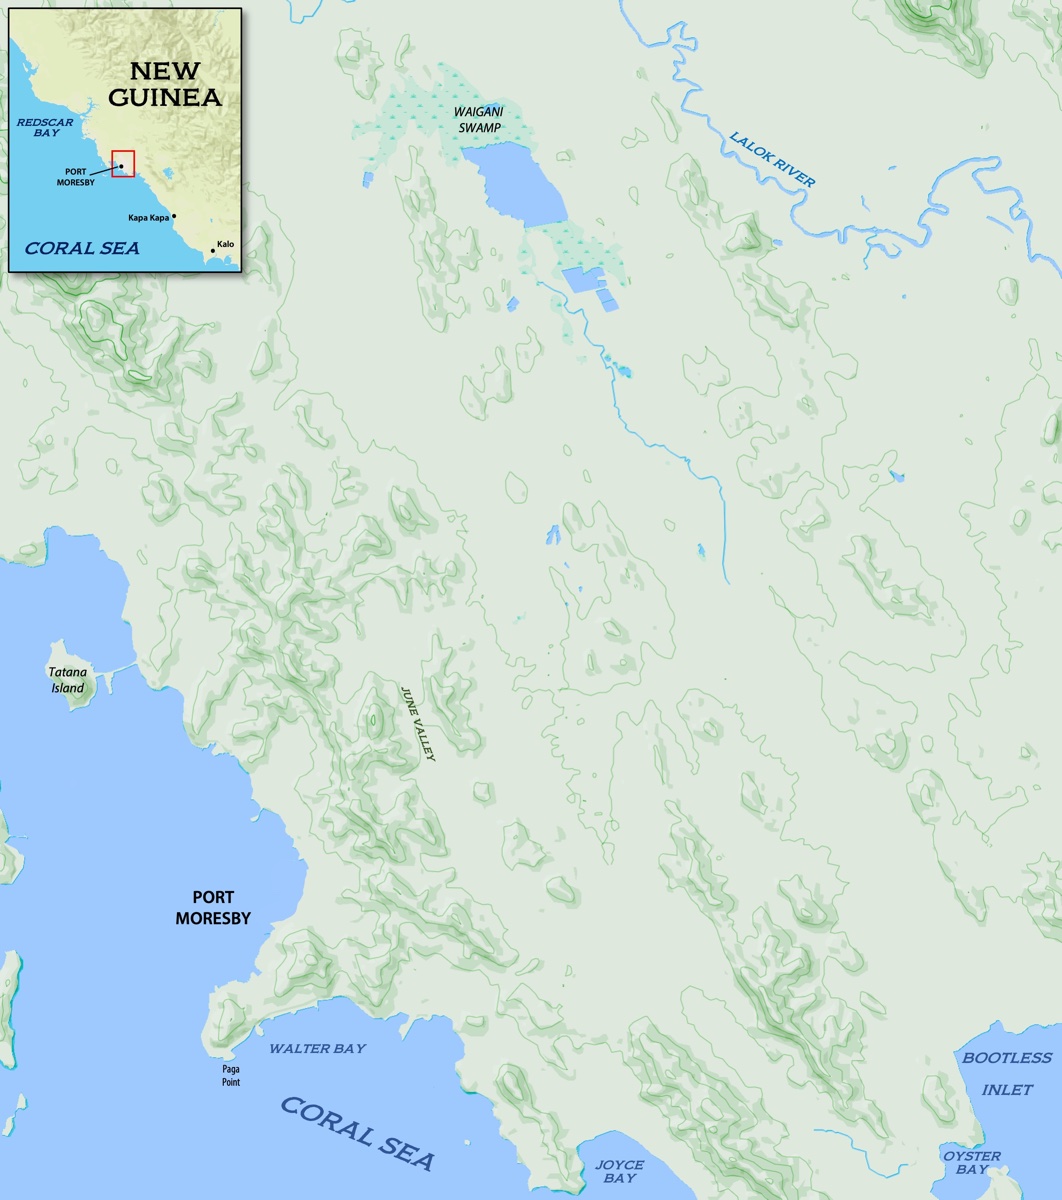 NEW
GUINEA
REDSCAR
BAY
PORT
MORESBY
Kapa Kapa
Kalo
CORAL SEA
WAIGANI
SWAMP
LALOK RIVER
Tatana
Island
JUNE VALLEY
PORT
MORESBY
WALTER BAY
Paga
Point
CORAL SEA
BOOTLESS
INLET
JOYCE
BAY
OYSTER
BAY